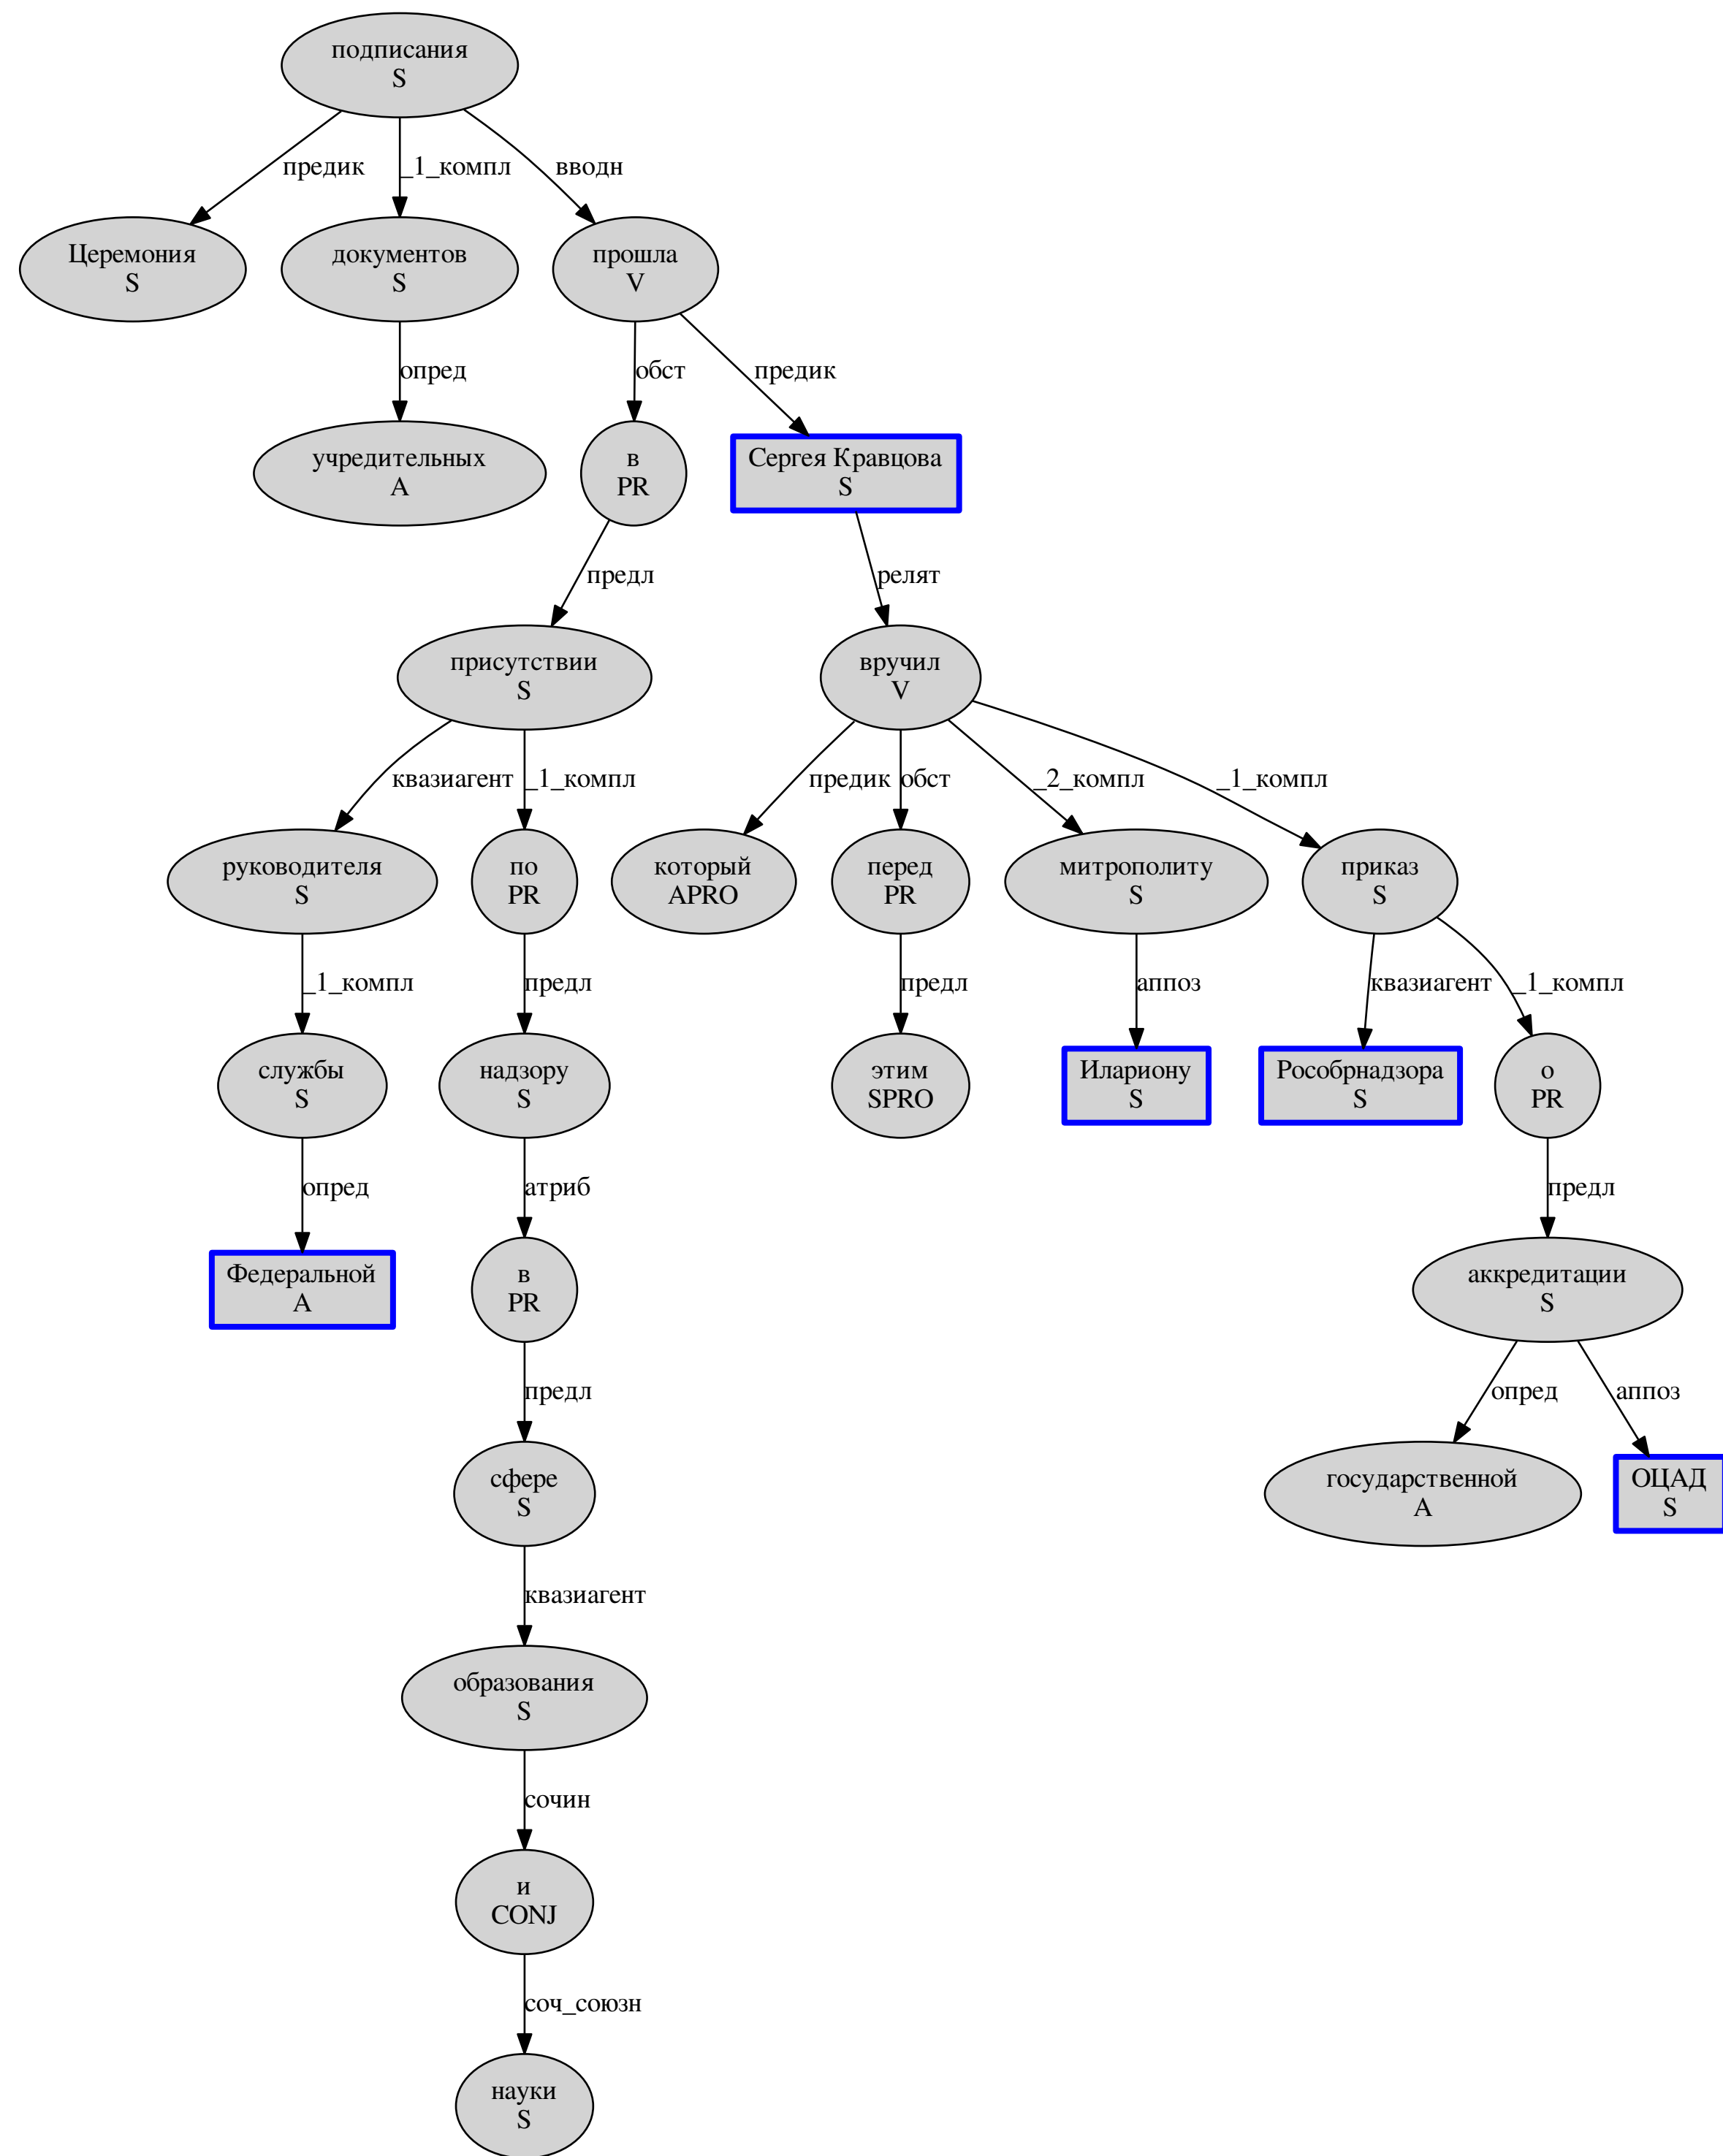 подписания
S
предик
_1_компл
вводн
Церемония
S
документов
S
прошла
V
опред
обст
предик
учредительных
A
в
PR
Сергея Кравцова
S
предл
релят
присутствии
S
вручил
V
квазиагент
_1_компл
предик
обст
_2_компл
_1_компл
руководителя
S
по
PR
который
APRO
перед
PR
митрополиту
S
приказ
S
_1_компл
предл
предл
аппоз
квазиагент
_1_компл
службы
S
надзору
S
этим
SPRO
Илариону
S
Рособрнадзора
S
о
PR
опред
атриб
предл
Федеральной
A
в
PR
аккредитации
S
предл
опред
аппоз
сфере
S
государственной
A
ОЦАД
S
квазиагент
образования
S
сочин
и
CONJ
соч_союзн
науки
S